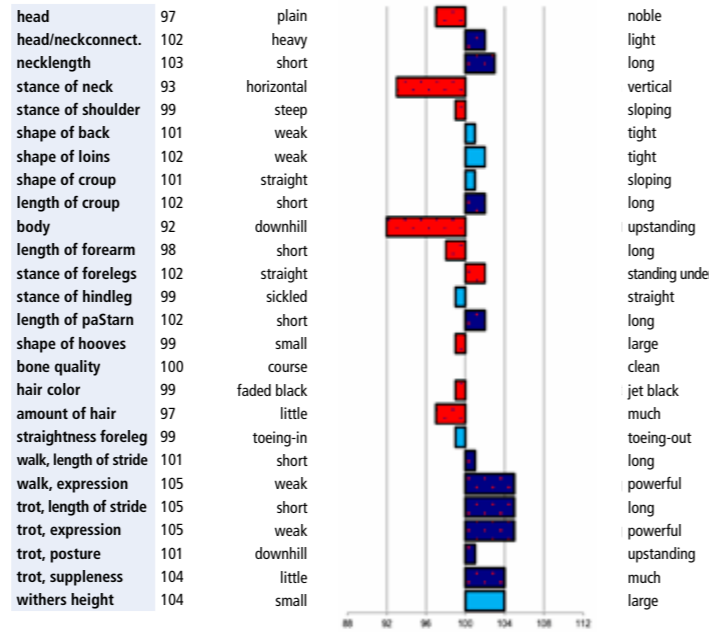 head 97 plain noble
head/neckconnect. 102 heavy light
necklength 103 short long
stance of neck 93 horizontal vertical
stance of shoulder 99 steep sloping
shape of back 101 weak tight
shape of loins 102 weak tight
shape of croup 101 straight sloping
length of croup 102 short long
body 92 downhill upstanding
length of forearm 98 short long
stance of forelegs 102 straight standing unde
stance of hindleg 99 sickled straight
length of paStarn 102 short long
shape of hooves 99 small large
bone quality 100 course clean
hair color 99 faded black jet black
amount of hair 97 little much
straightness foreleg 99 toeing-in toeing-out
walk, length of stride 101 short long
walk, expression 105 weak powerful
trot, length of stride 105 short long
trot, expression 105 weak powerful
trot, posture 101 downhill upstanding
trot, suppleness 104 little much
withers height 104 small large
88 92 96 100 104 108 112